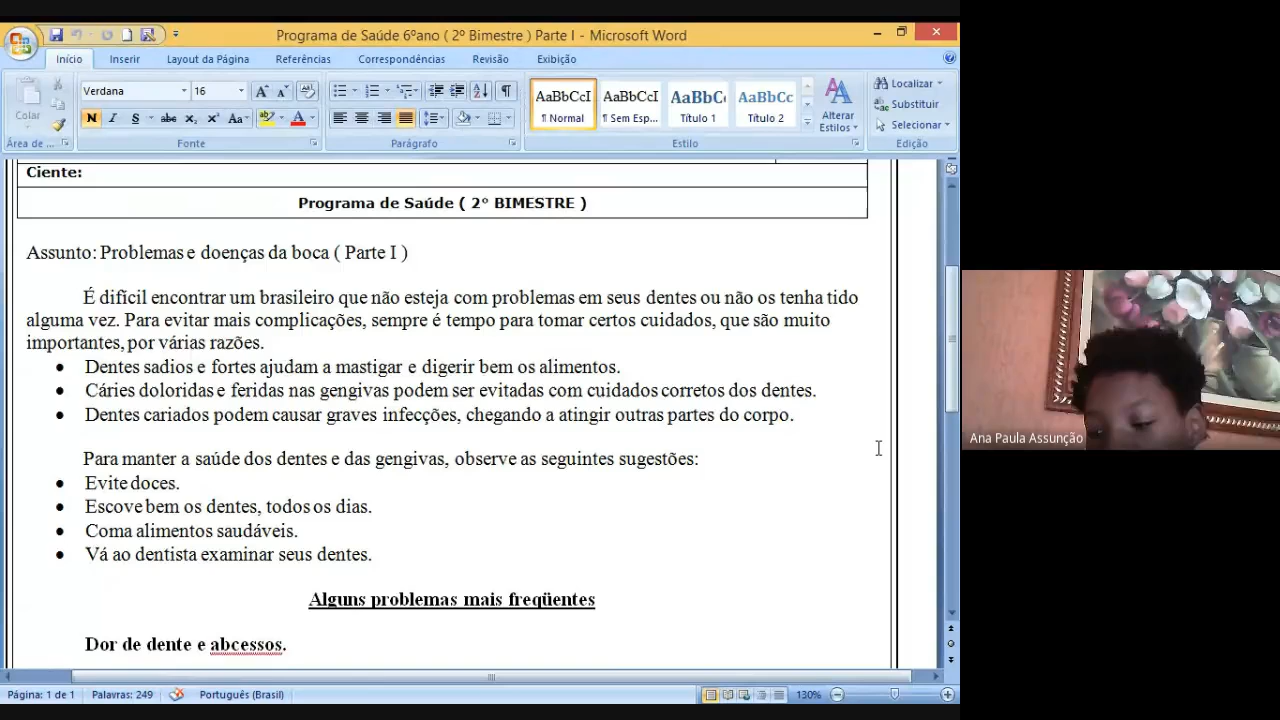 Programa de Saúde 6ºano ( 2º Bimestre ) Parte I - Microsoft Word
Início Inserir Layout da Página Referências Correspondências Revisão Exibição
Verdana 16
AaBbCcI AaBbCcI AaBbC AaBbCc
Localizar
Substituir
Selecionar
Colar
N I S abc x₂ x² Aa
¶ Normal ¶ Sem Esp... Título 1 Título 2
Alterar
Estilos
Área de ... Fonte Parágrafo Estilo Edição
Ciente:
Programa de Saúde ( 2° BIMESTRE )
Assunto: Problemas e doenças da boca ( Parte I )
É difícil encontrar um brasileiro que não esteja com problemas em seus dentes ou não os tenha tido
alguma vez. Para evitar mais complicações, sempre é tempo para tomar certos cuidados, que são muito
importantes, por várias razões.
• Dentes sadios e fortes ajudam a mastigar e digerir bem os alimentos.
• Cáries doloridas e feridas nas gengivas podem ser evitadas com cuidados corretos dos dentes.
• Dentes cariados podem causar graves infecções, chegando a atingir outras partes do corpo.
Para manter a saúde dos dentes e das gengivas, observe as seguintes sugestões:
• Evite doces.
• Escove bem os dentes, todos os dias.
• Coma alimentos saudáveis.
• Vá ao dentista examinar seus dentes.
Alguns problemas mais freqüentes
Dor de dente e abcessos.
Página: 1 de 1 Palavras: 249 Português (Brasil) 130%
Ana Paula Assunção